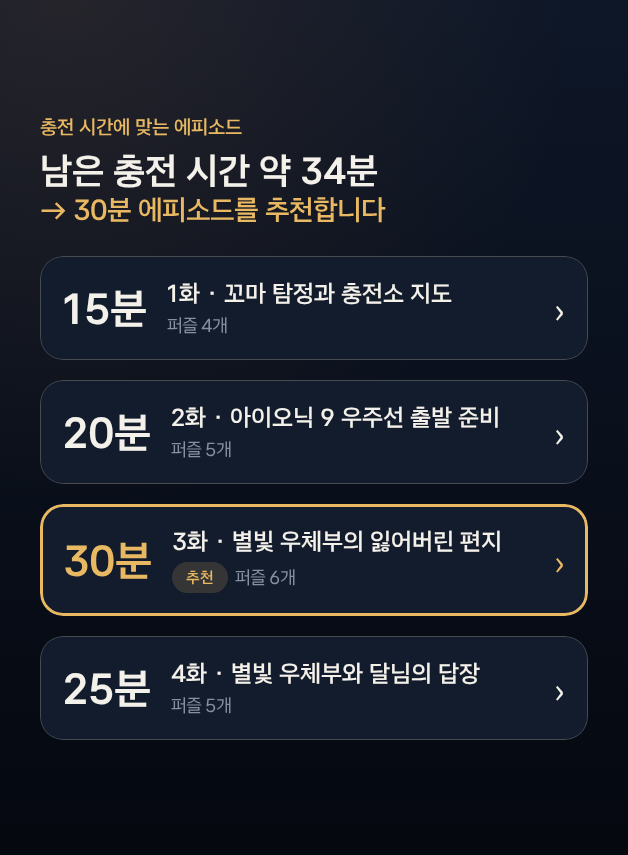 충전 시간에 맞는 에피소드
남은 충전 시간 약 34분
→ 30분 에피소드를 추천합니다
15분
1화 · 꼬마 탐정과 충전소 지도
퍼즐 4개
›
20분
2화 · 아이오닉 9 우주선 출발 준비
퍼즐 5개
›
30분
3화 · 별빛 우체부의 잃어버린 편지
추천 퍼즐 6개
›
25분
4화 · 별빛 우체부와 달님의 답장
퍼즐 5개
›